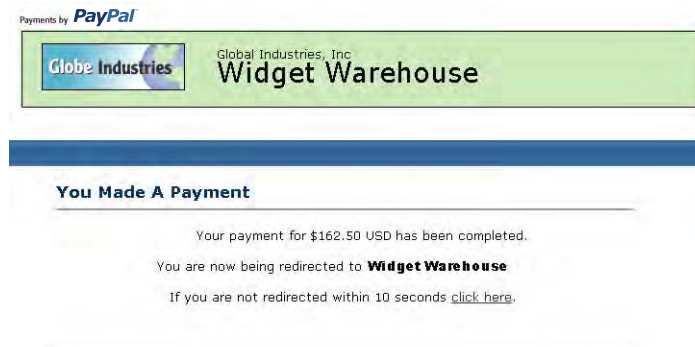 Payments by PayPal
Globe Industries
Global Industries, Inc
Widget Warehouse
You Made A Payment
Your payment for $162.50 USD has been completed.
You are now being redirected to Widget Warehouse
If you are not redirected within 10 seconds click here.